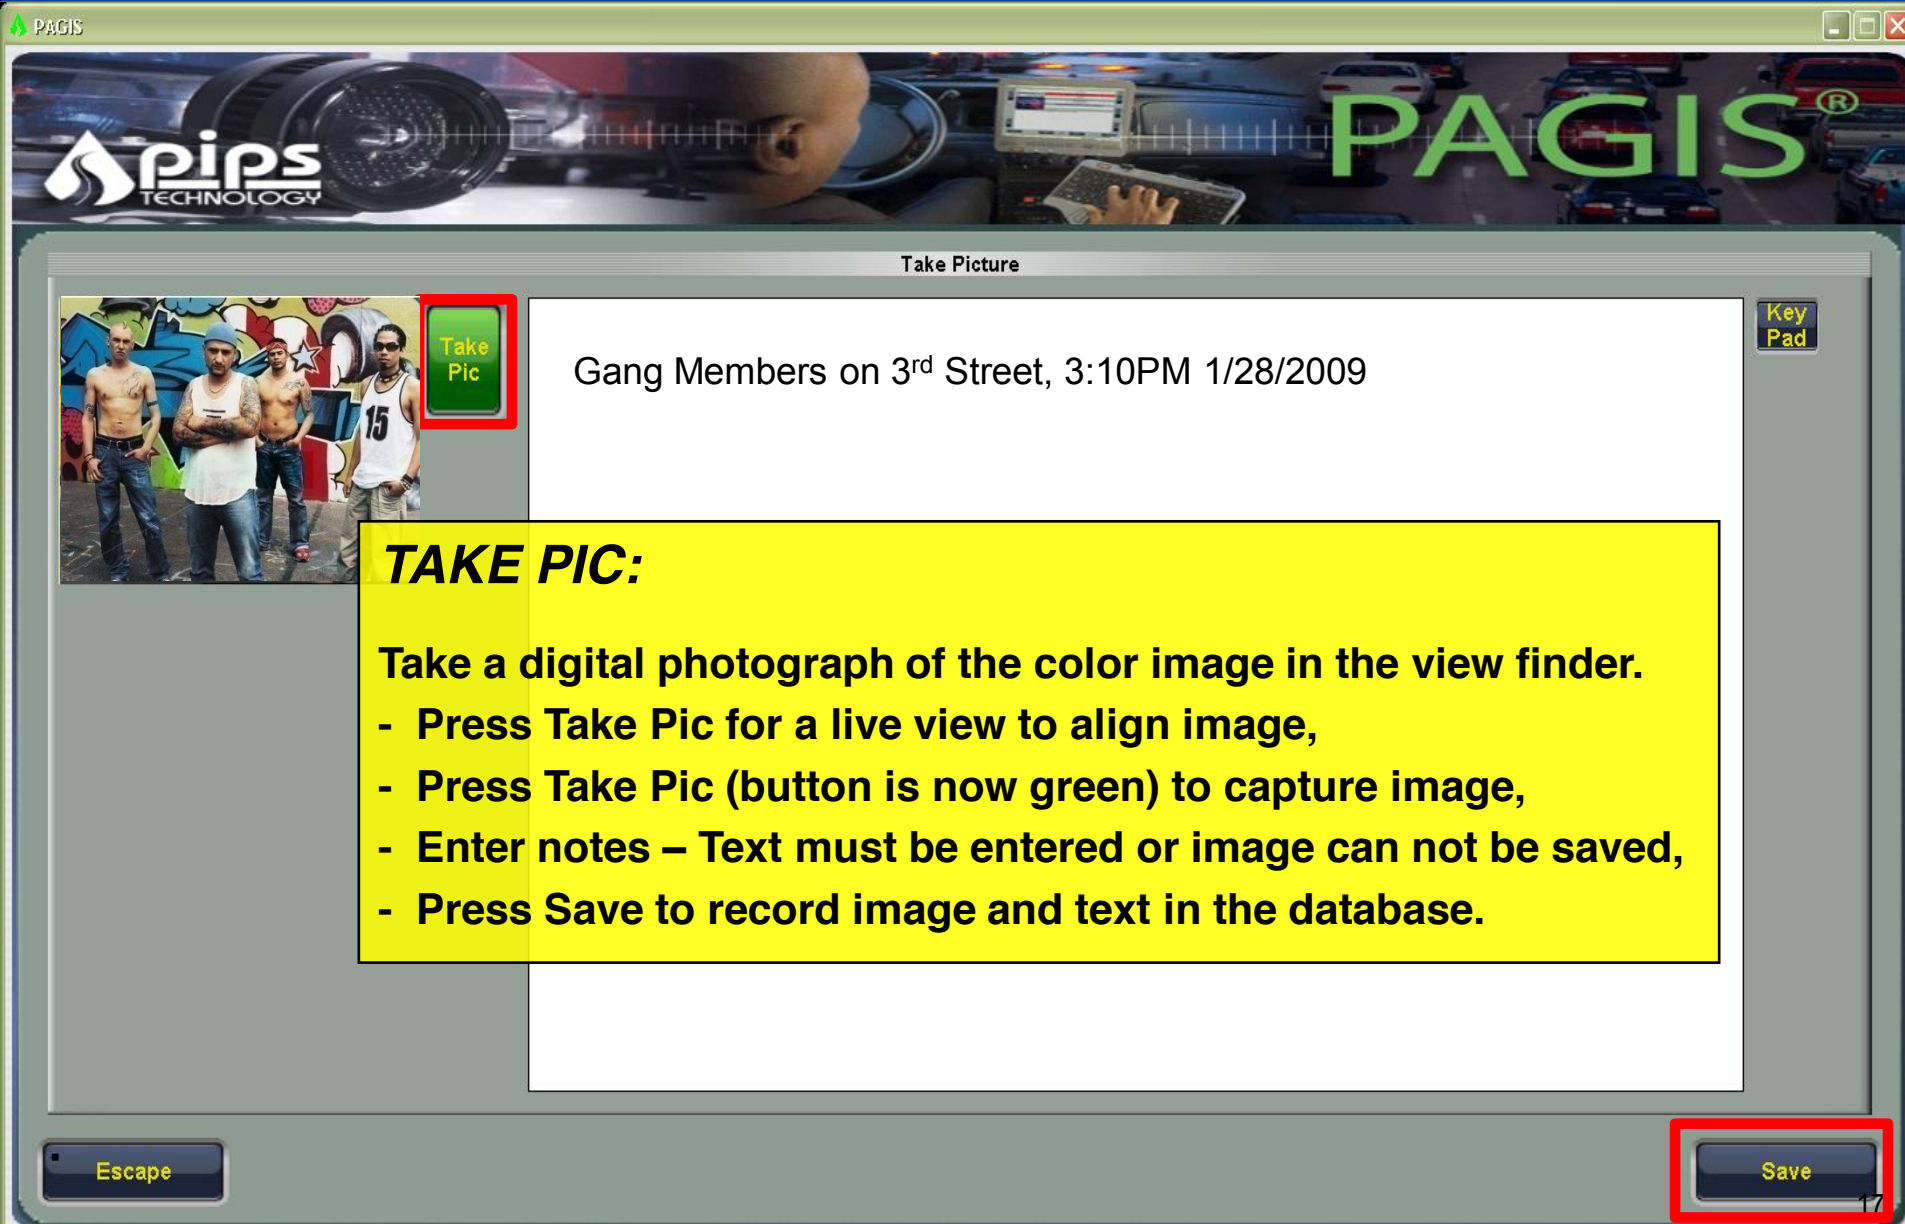 PAGIS
pips
TECHNOLOGY
PAGIS®
Take Picture
Take
Pic
Key
Pad
Gang Members on 3rd Street, 3:10PM 1/28/2009
15
TAKE PIC:
Take a digital photograph of the color image in the view finder.
- Press Take Pic for a live view to align image,
- Press Take Pic (button is now green) to capture image,
- Enter notes – Text must be entered or image can not be saved,
- Press Save to record image and text in the database.
Escape
Save
17